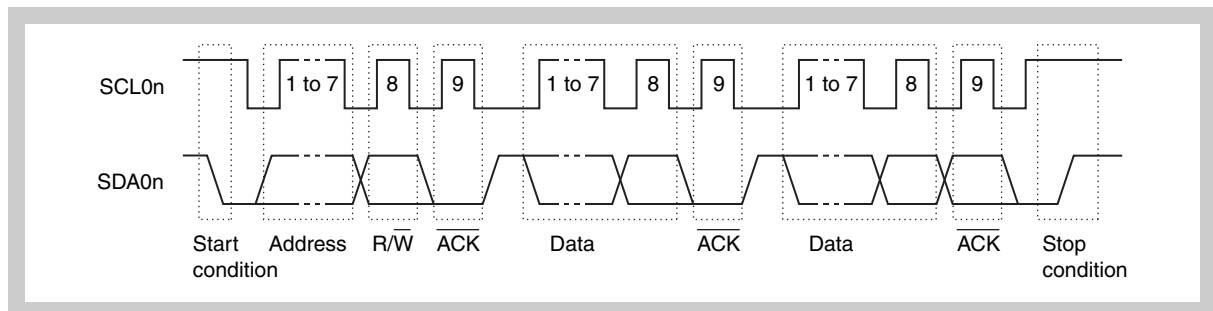 SCL0n
1 to 7 8 9 1 to 7 8 9 1 to 7 8 9
SDA0n
Start condition Address R/W ACK Data ACK Data ACK Stop condition